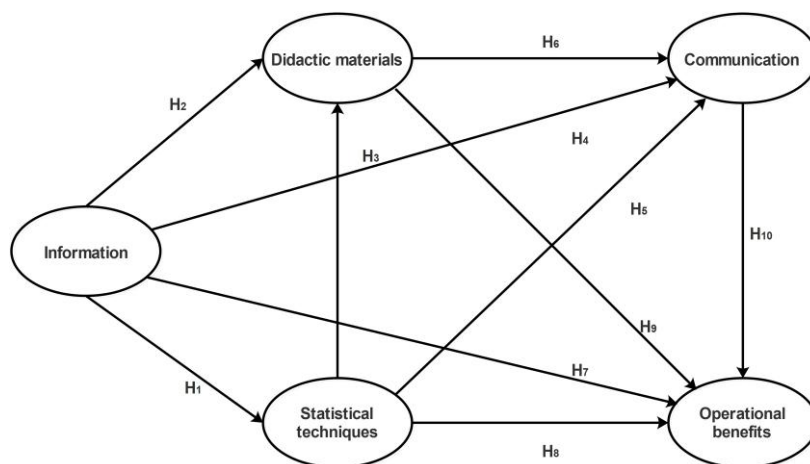 H6
Didactic materials
Communication
H2
H4
H3
H5
Information
H10
H9
H7
H1
Statistical
techniques
Operational
benefits
H8